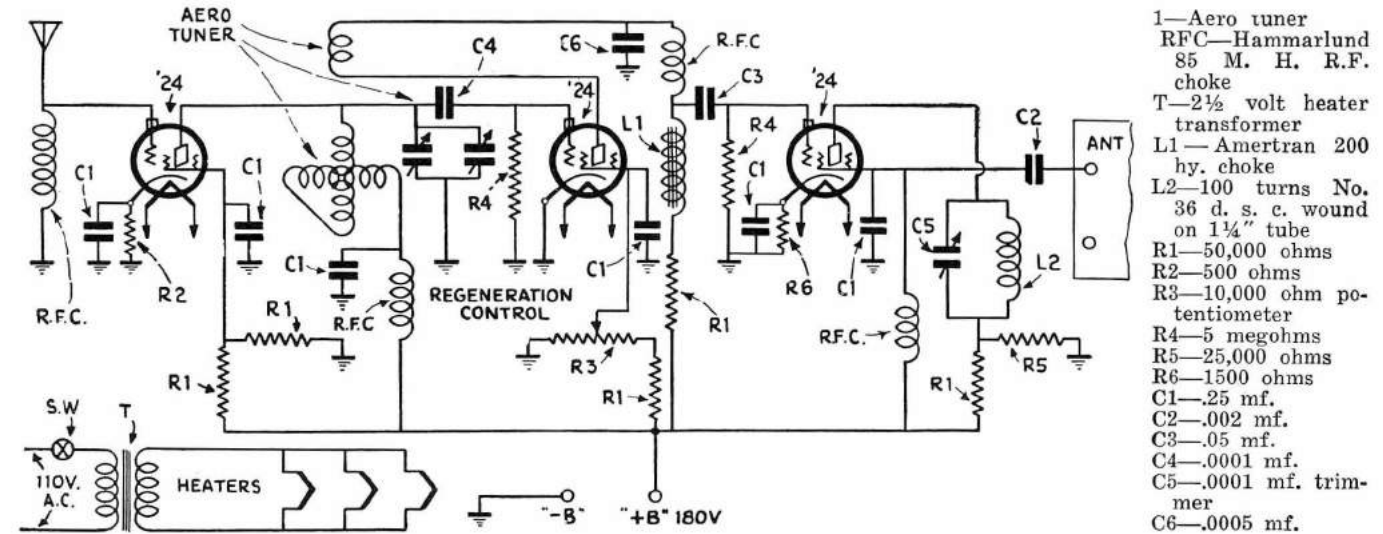 AERO
TUNER
C4
C6
R.F.C
C3
'24
'24
'24
L1
R4
C2
ANT
C1
C1
R4
C1
C5
R2
C1
C1
R6
C1
L2
R.F.C.
R1
R.F.C
REGENERATION
CONTROL
R1
R.F.C.
R1
R3
R1
R1
R5
S.W
T
110V.
A.C.
HEATERS
"-B"
"+B" 180V
1—Aero tuner
RFC—Hammarlund
85 M. H. R.F.
choke
T—2½ volt heater
transformer
L1 — Amertran 200
hy. choke
L2—100 turns No.
36 d. s. c. wound
on 1¼" tube
R1—50,000 ohms
R2—500 ohms
R3—10,000 ohm po-
tentiometer
R4—5 megohms
R5—25,000 ohms
R6—1500 ohms
C1—.25 mf.
C2—.002 mf.
C3—.05 mf.
C4—.0001 mf.
C5—.0001 mf. trim-
mer
C6—.0005 mf.